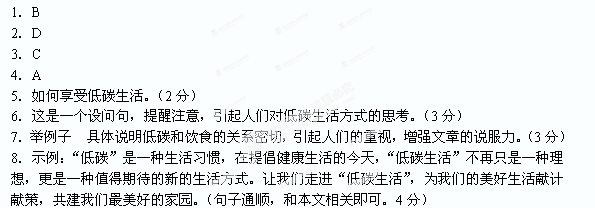 1. B
2. D
3. C
4. A
5. 如何享受低碳生活。(2分)
6. 这是一个设问句，提醒注意，引起人们对低碳生活方式的思考。(3分)
7. 举例子 具体说明低碳和饮食的关系密切，引起人们的重视，增强文章的说服力。(3分)
8. 示例：“低碳”是一种生活习惯，在提倡健康生活的今天，“低碳生活”不再只是一种理
想，更是一种值得期待的新的生活方式。让我们走进“低碳生活”，为我们的美好生活献计
献策，共建我们最美好的家园。(句子通顺，和本文相关即可。4分)